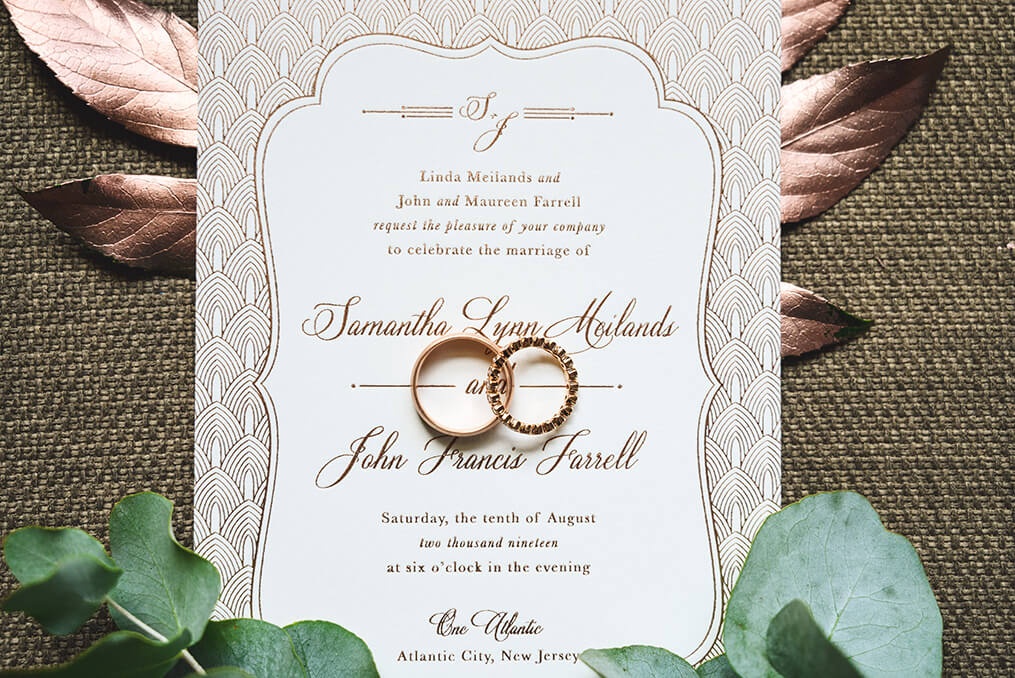 S + J
Linda Meilands and
John and Maureen Farrell
request the pleasure of your company
to celebrate the marriage of
Samantha Lynn Meilands
and
John Francis Farrell
Saturday, the tenth of August
two thousand nineteen
at six o'clock in the evening
One Atlantic
Atlantic City, New Jersey